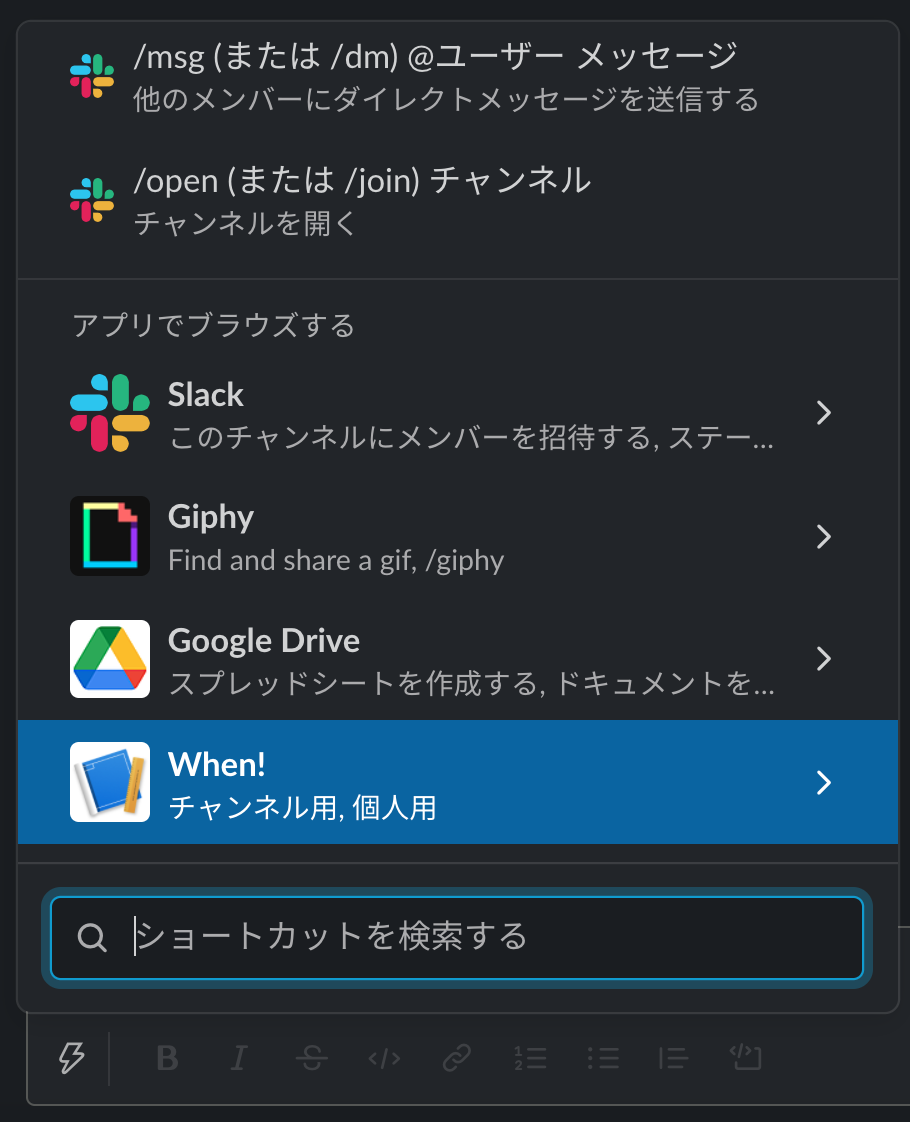 /msg (または /dm) @ユーザー メッセージ
他のメンバーにダイレクトメッセージを送信する
/open (または /join) チャンネル
チャンネルを開く
アプリでブラウズする
Slack
このチャンネルにメンバーを招待する, ステー...
Giphy
Find and share a gif, /giphy
Google Drive
スプレッドシートを作成する, ドキュメントを...
When!
チャンネル用, 個人用
ショートカットを検索する
B I S </>